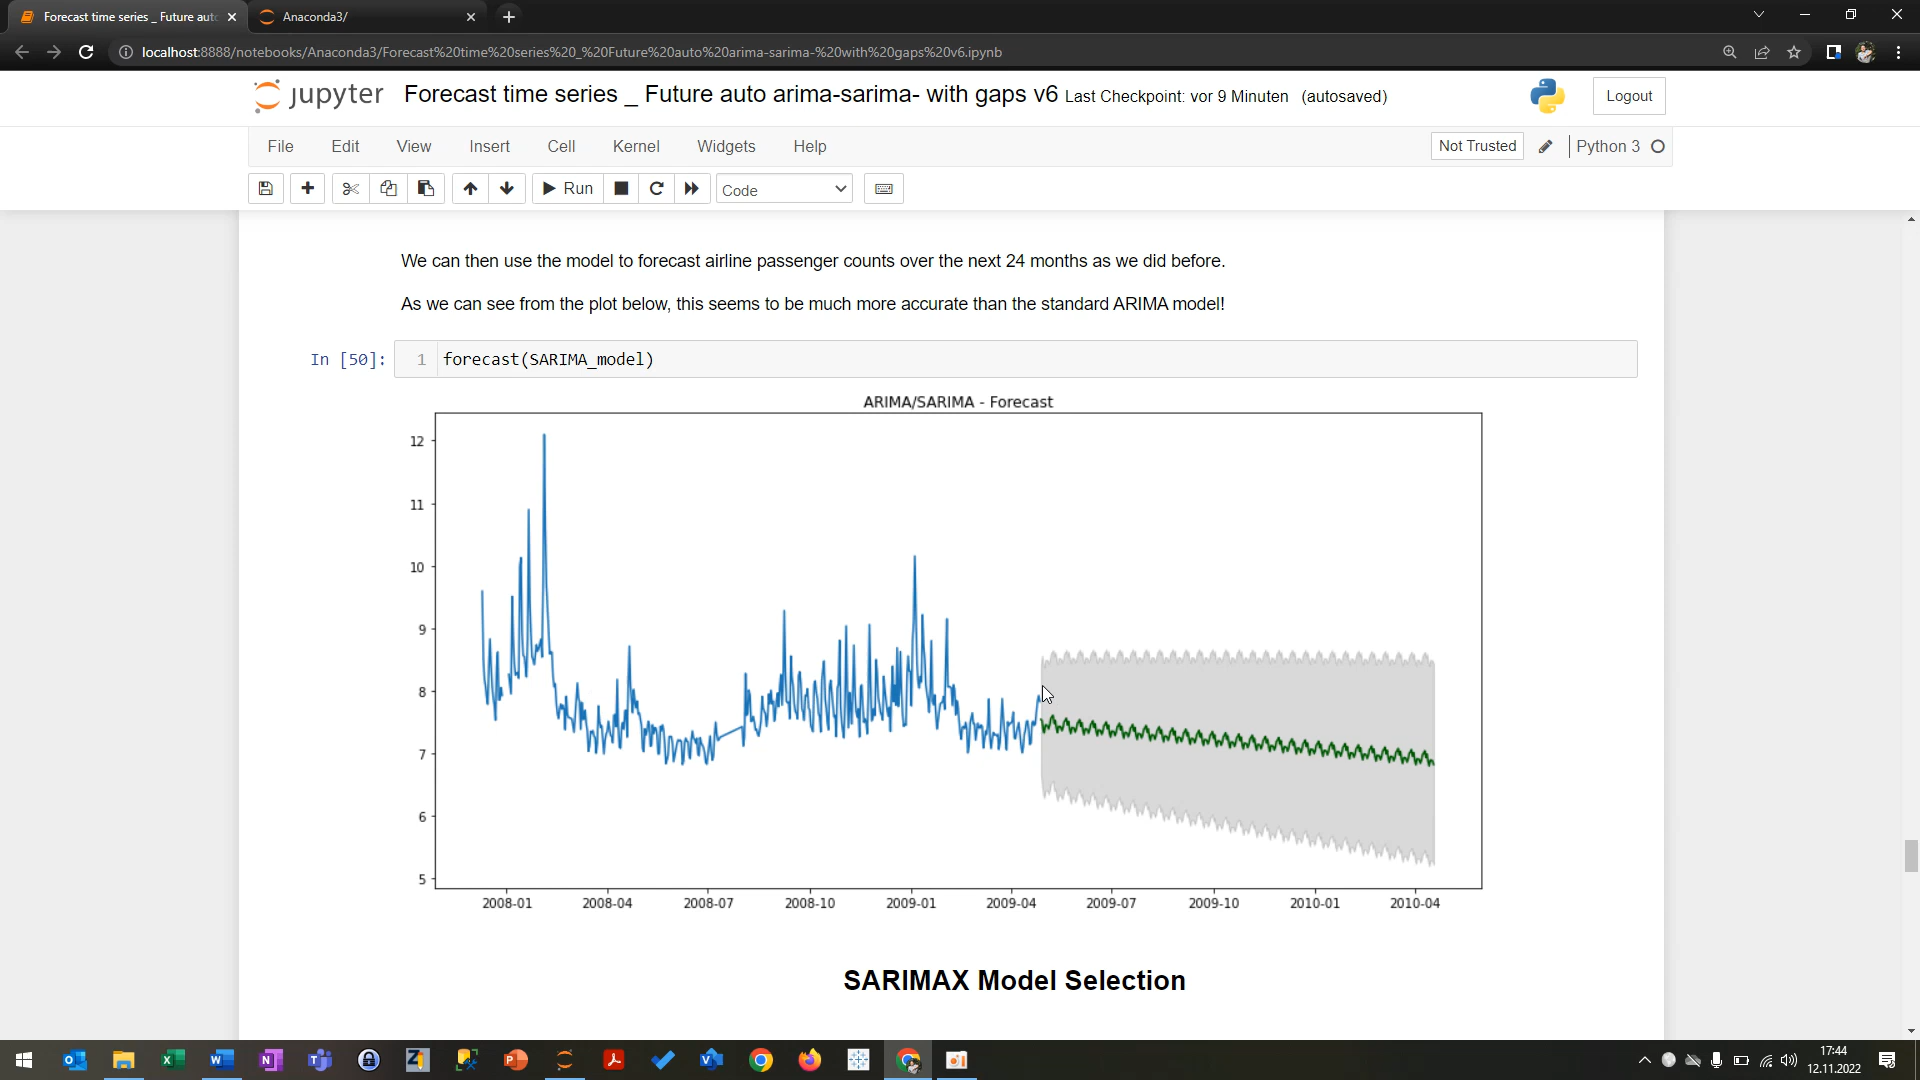 Forecast time series _ Future aut
Anaconda3/
localhost:8888/notebooks/Anaconda3/Forecast%20time%20series%20_%20Future%20auto%20arima-sarima-%20with%20gaps%20v6.ipynb
jupyter
Forecast time series _ Future auto arima-sarima- with gaps v6
Last Checkpoint: vor 9 Minuten (autosaved)
Logout
File
Edit
View
Insert
Cell
Kernel
Widgets
Help
Not Trusted
Python 3
Run
Code
We can then use the model to forecast airline passenger counts over the next 24 months as we did before.
As we can see from the plot below, this seems to be much more accurate than the standard ARIMA model!
In [50]:
1 forecast(SARIMA_model)
ARIMA/SARIMA - Forecast
12
11
10
9
8
7
6
5
2008-01
2008-04
2008-07
2008-10
2009-01
2009-04
2009-07
2009-10
2010-01
2010-04
SARIMAX Model Selection
17:44
12.11.2022